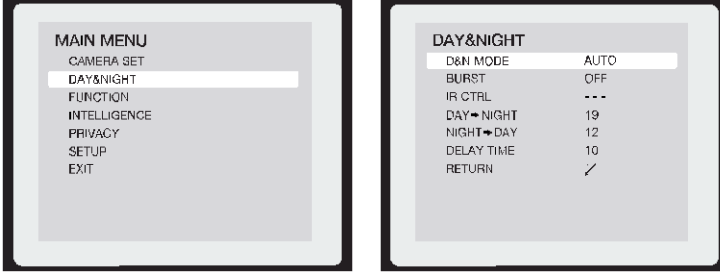 MAIN MENU
CAMERA SET
DAY&NIGHT
FUNCTION
INTELLIGENCE
PRIVACY
SETUP
EXIT
DAY&NIGHT
D&N MODE AUTO
BURST OFF
IR CTRL ---
DAY➡NIGHT 19
NIGHT➡DAY 12
DELAY TIME 10
RETURN ↙